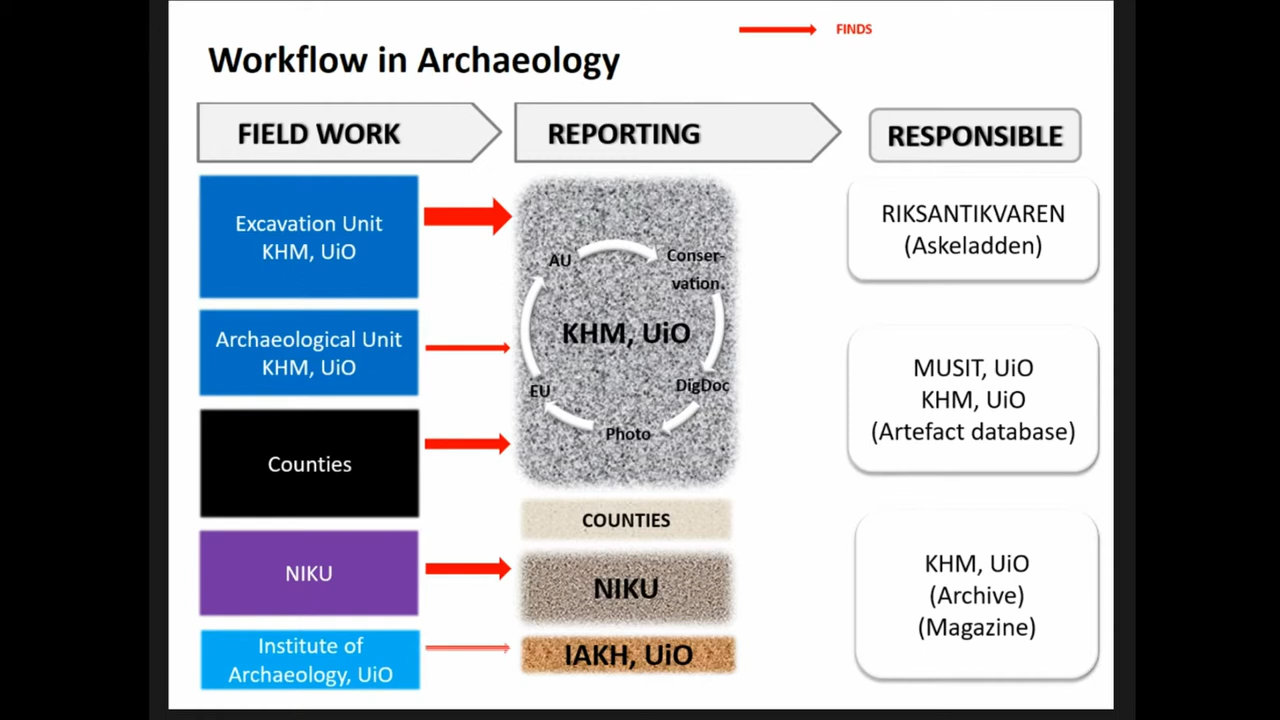 FINDS
Workflow in Archaeology
FIELD WORK
REPORTING
RESPONSIBLE
Excavation Unit
KHM, UiO
Archaeological Unit
KHM, UiO
Counties
NIKU
Institute of
Archaeology, UiO
AU
Conser-
vation
KHM, UiO
EU
DigDoc
Photo
COUNTIES
NIKU
IAKH, UiO
RIKSANTIKVAREN
(Askeladden)
MUSIT, UiO
KHM, UiO
(Artefact database)
KHM, UiO
(Archive)
(Magazine)